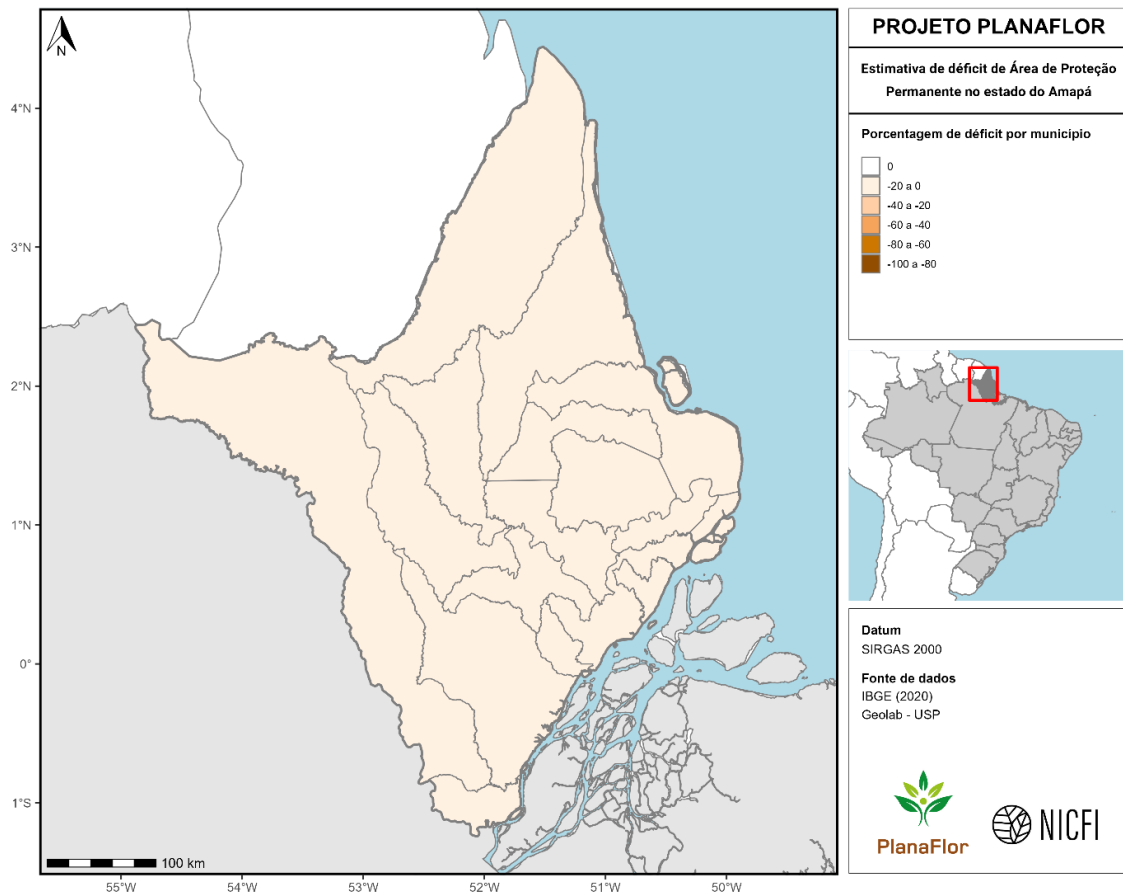 N
4°N
3°N
2°N
1°N
0°
1°S
100 km
55°W
54°W
53°W
52°W
51°W
50°W
PROJETO PLANAFLOR
Estimativa de déficit de Área de Proteção
Permanente no estado do Amapá
Porcentagem de déficit por municipio
0
-20 a 0
-40 a -20
-60 a -40
-80 a -60
-100 a -80
Datum
SIRGAS 2000
Fonte de dados
IBGE (2020)
Geolab - USP
PlanaFlor
NICFI